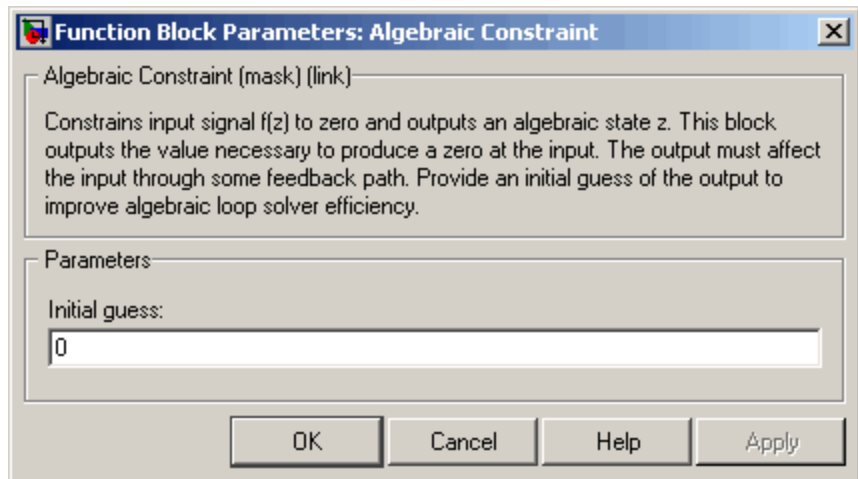 Function Block Parameters: Algebraic Constraint
Algebraic Constraint (mask) (link)
Constrains input signal f(z) to zero and outputs an algebraic state z. This block
outputs the value necessary to produce a zero at the input. The output must affect
the input through some feedback path. Provide an initial guess of the output to
improve algebraic loop solver efficiency.
Parameters
Initial guess:
0
OK Cancel Help Apply